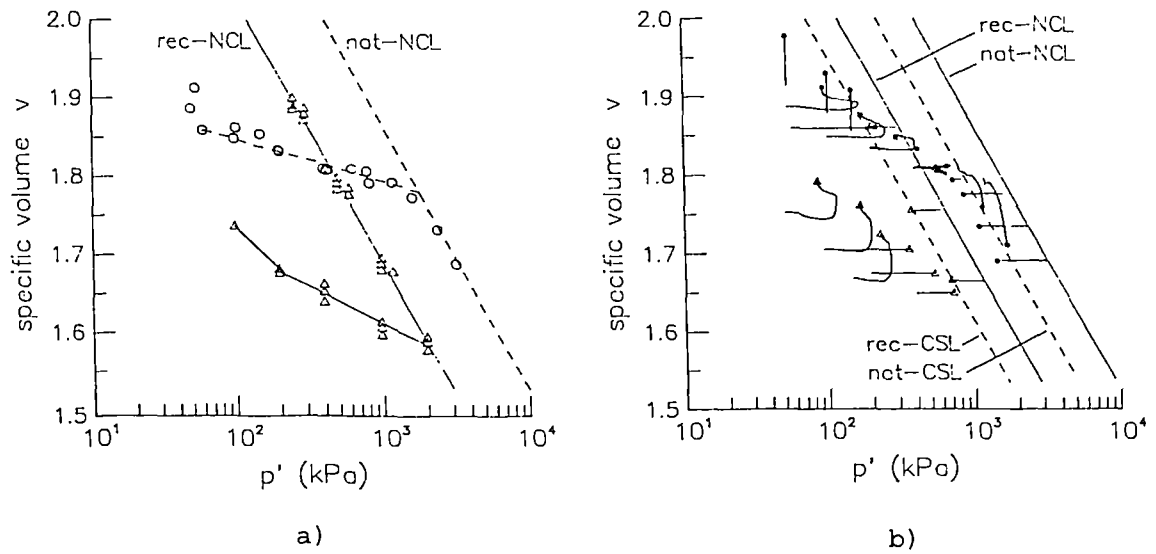 2.0
1.9
1.8
1.7
1.6
1.5
specific volume v
rec-NCL
nat-NCL
10¹
10²
10³
10⁴
p' (kPa)
a)
2.0
1.9
1.8
1.7
1.6
1.5
specific volume v
rec-NCL
nat-NCL
rec-CSL
nat-CSL
10¹
10²
10³
10⁴
p' (kPa)
b)